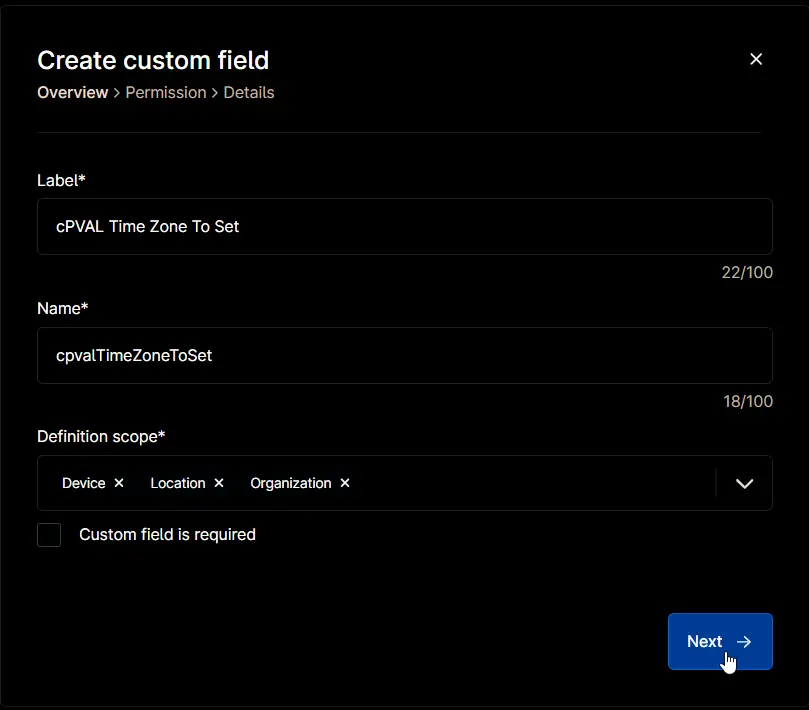 Create custom field
Overview > Permission > Details
Label*
cPVAL Time Zone To Set
22/100
Name*
cpvalTimeZoneToSet
18/100
Definition scope*
Device × Location × Organization ×
Custom field is required
Next →